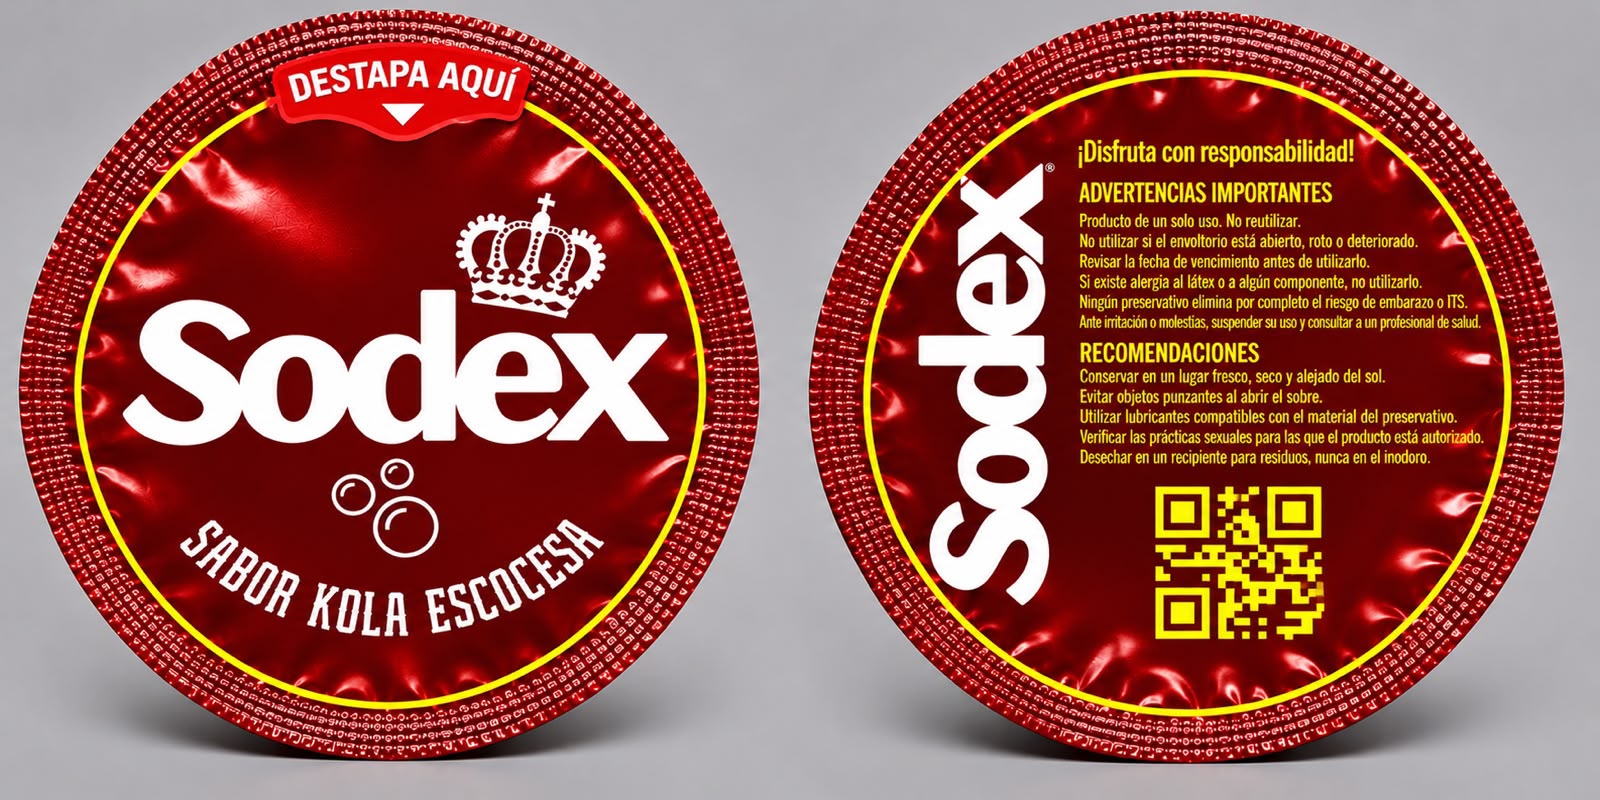 DESTAPA AQUÍ
Sodex
SABOR KOLA ESCOCESA
Sodex®
¡Disfruta con responsabilidad!
ADVERTENCIAS IMPORTANTES
Producto de un solo uso. No reutilizar.
No utilizar si el envoltorio está abierto, roto o deteriorado.
Revisar la fecha de vencimiento antes de utilizarlo.
Si existe alergia al látex o a algún componente, no utilizarlo.
Ningún preservativo elimina por completo el riesgo de embarazo o ITS.
Ante irritación o molestias, suspender su uso y consultar a un profesional de salud.
RECOMENDACIONES
Conservar en un lugar fresco, seco y alejado del sol.
Evitar objetos punzantes al abrir el sobre.
Utilizar lubricantes compatibles con el material del preservativo.
Verificar las prácticas sexuales para las que el producto está autorizado.
Desechar en un recipiente para residuos, nunca en el inodoro.